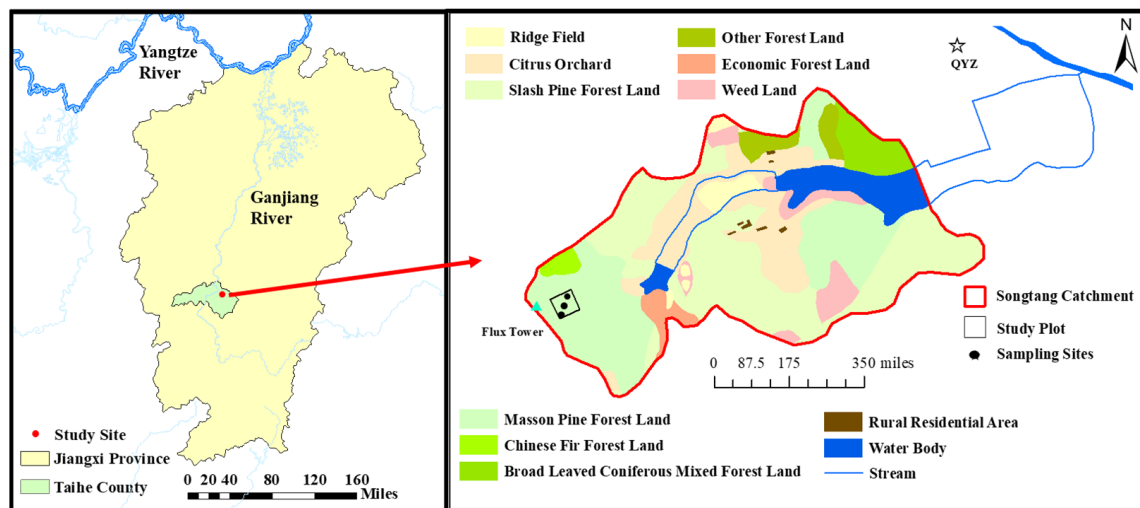 Yangtze
River
Ganjiang
River
Study Site
Jiangxi Province
Taihe County
0 20 40 80 120 160
Miles
Ridge Field
Citrus Orchard
Slash Pine Forest Land
Other Forest Land
Economic Forest Land
Weed Land
QYZ
N
Flux Tower
Songtang Catchment
Study Plot
Sampling Sites
0 87.5 175 350 miles
Masson Pine Forest Land
Chinese Fir Forest Land
Broad Leaved Coniferous Mixed Forest Land
Rural Residential Area
Water Body
Stream